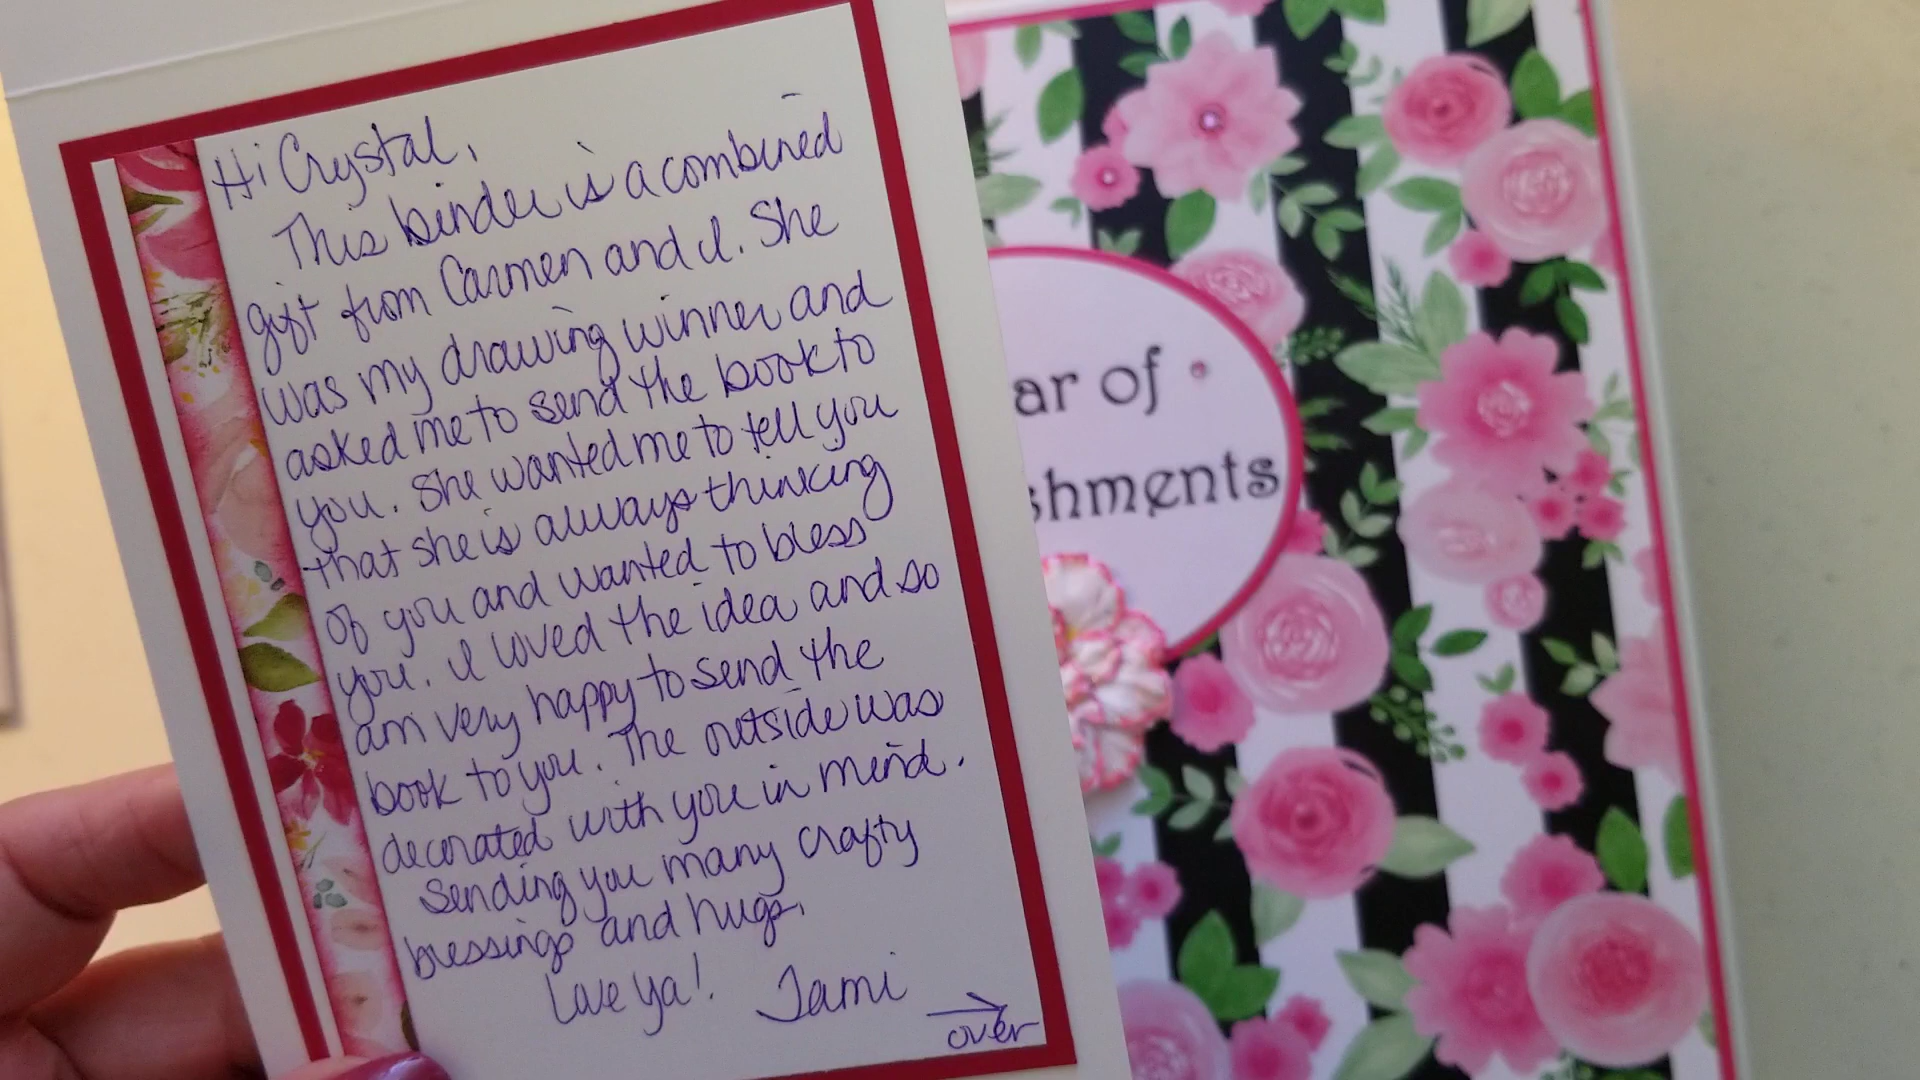 Hi Crystal,
This binder is a combined
gift from Carmen and I. She
was my drawing winner and
asked me to send the book to
you. She wanted me to tell you
that she is always thinking
of you and wanted to bless
you. I loved the idea and so
am very happy to send the
book to you. The outside was
decorated with you in mind.
Sending you many crafty
blessings and hugs,
Love ya! Tami
over
ar of
shments